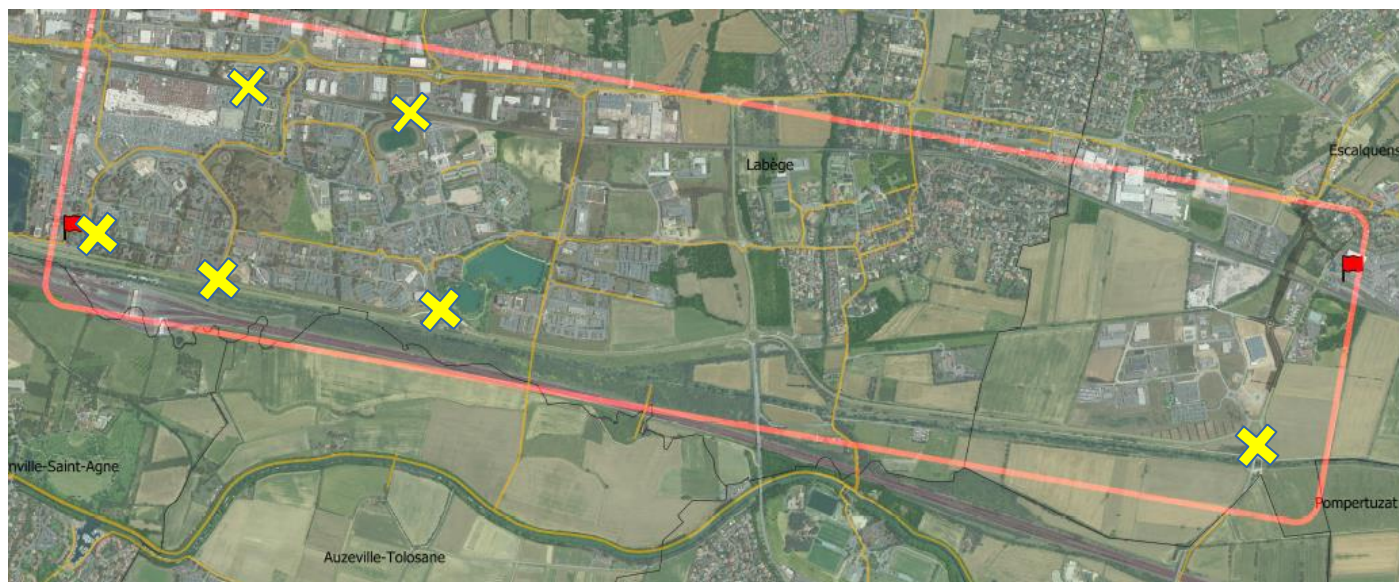 Labège
Escalquens
nville-Saint-Agne
Pompertuzat
Auzeville-Tolosane